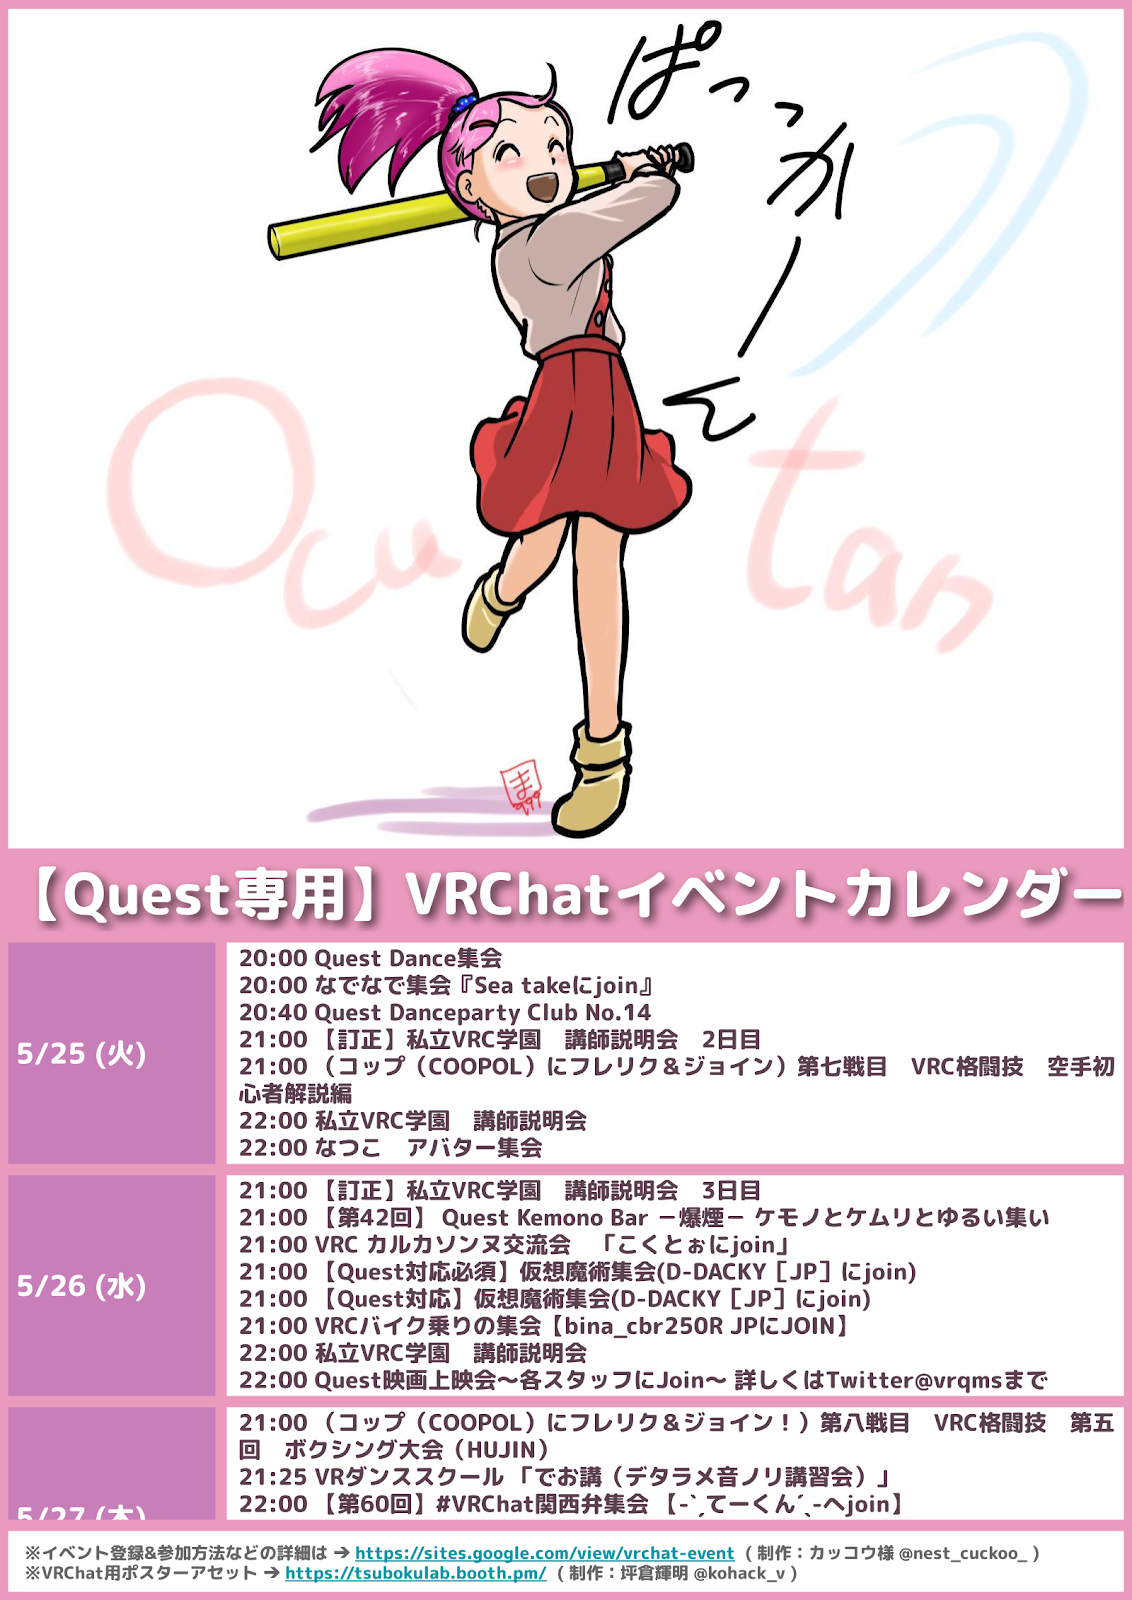 ぱっっかーん
Qcu tan
ま
999
【Quest専用】VRChatイベントカレンダー
5/25 (火)
20:00 Quest Dance集会
20:00 なでなで集会『Sea takeにjoin』
20:40 Quest Danceparty Club No.14
21:00 【訂正】私立VRC学園　講師説明会　2日目
21:00 （コップ（COOPOL）にフレリク＆ジョイン）第七戦目　VRC格闘技　空手初
心者解説編
22:00 私立VRC学園　講師説明会
22:00 なつこ　アバター集会
5/26 (水)
21:00 【訂正】私立VRC学園　講師説明会　3日目
21:00 【第42回】 Quest Kemono Bar －爆煙－ ケモノとケムリとゆるい集い
21:00 VRC カルカソンヌ交流会　「こくとぉにjoin」
21:00 【Quest対応必須】仮想魔術集会(D-DACKY［JP］にjoin)
21:00 【Quest対応】仮想魔術集会(D-DACKY［JP］にjoin)
21:00 VRCバイク乗りの集会【bina_cbr250R JPにJOIN】
22:00 私立VRC学園　講師説明会
22:00 Quest映画上映会～各スタッフにJoin～ 詳しくはTwitter@vrqmsまで
5/27 (木)
21:00 （コップ（COOPOL）にフレリク＆ジョイン！）第八戦目　VRC格闘技　第五
回　ボクシング大会（HUJIN）
21:25 VRダンススクール 「でお講（デタラメ音ノリ講習会）」
22:00 【第60回】#VRChat関西弁集会 【-ˋ˰てーくんˊ˰-へjoin】
※イベント登録&参加方法などの詳細は → https://sites.google.com/view/vrchat-event ( 制作：カッコウ様 @nest_cuckoo_ )
※VRChat用ポスターアセット → https://tsubokulab.booth.pm/ ( 制作：坪倉輝明 @kohack_v )